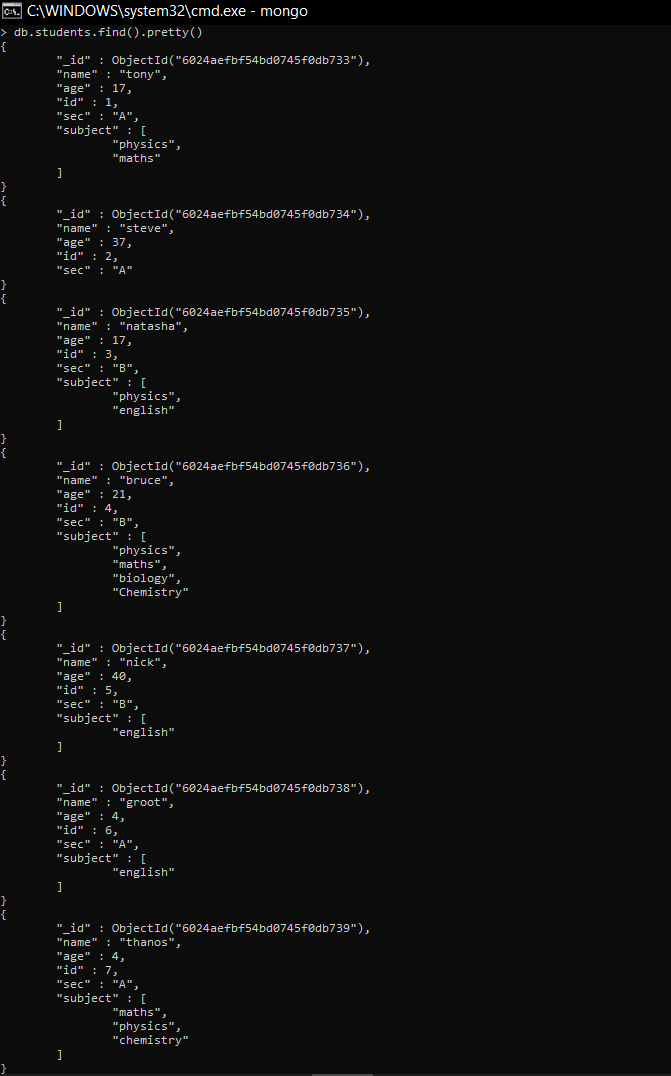 C:\WINDOWS\system32\cmd.exe - mongo
> db.students.find().pretty()
{
        "_id" : ObjectId("6024aefbf54bd0745f0db733"),
        "name" : "tony",
        "age" : 17,
        "id" : 1,
        "sec" : "A",
        "subject" : [
                "physics",
                "maths"
        ]
}
{
        "_id" : ObjectId("6024aefbf54bd0745f0db734"),
        "name" : "steve",
        "age" : 37,
        "id" : 2,
        "sec" : "A"
}
{
        "_id" : ObjectId("6024aefbf54bd0745f0db735"),
        "name" : "natasha",
        "age" : 17,
        "id" : 3,
        "sec" : "B",
        "subject" : [
                "physics",
                "english"
        ]
}
{
        "_id" : ObjectId("6024aefbf54bd0745f0db736"),
        "name" : "bruce",
        "age" : 21,
        "id" : 4,
        "sec" : "B",
        "subject" : [
                "physics",
                "maths",
                "biology",
                "Chemistry"
        ]
}
{
        "_id" : ObjectId("6024aefbf54bd0745f0db737"),
        "name" : "nick",
        "age" : 40,
        "id" : 5,
        "sec" : "B",
        "subject" : [
                "english"
        ]
}
{
        "_id" : ObjectId("6024aefbf54bd0745f0db738"),
        "name" : "groot",
        "age" : 4,
        "id" : 6,
        "sec" : "A",
        "subject" : [
                "english"
        ]
}
{
        "_id" : ObjectId("6024aefbf54bd0745f0db739"),
        "name" : "thanos",
        "age" : 4,
        "id" : 7,
        "sec" : "A",
        "subject" : [
                "maths",
                "physics",
                "chemistry"
        ]
}